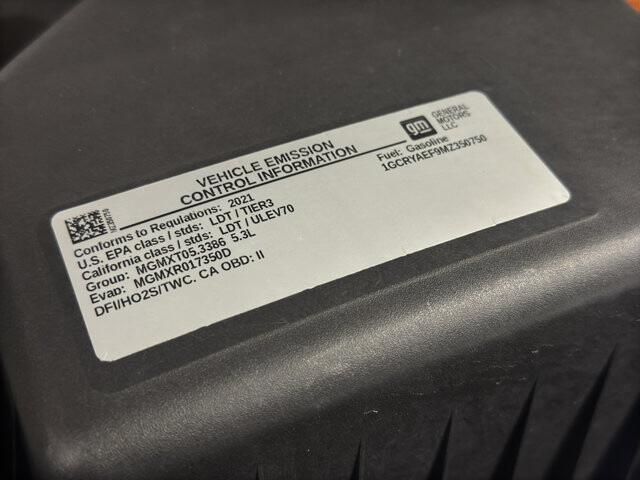 VEHICLE EMISSION
CONTROL INFORMATION
gm
GENERAL
MOTORS
LLC
Fuel: Gasoline
1GCRYAEF9MZ350750
Conforms to Regulations: 2021
U.S. EPA class / stds: LDT / TIER3
California class / stds: LDT / ULEV70
Group: MGMXT05.3386 5.3L
Evap: MGMXR017350D
DFI/HO2S/TWC. CA OBD: II